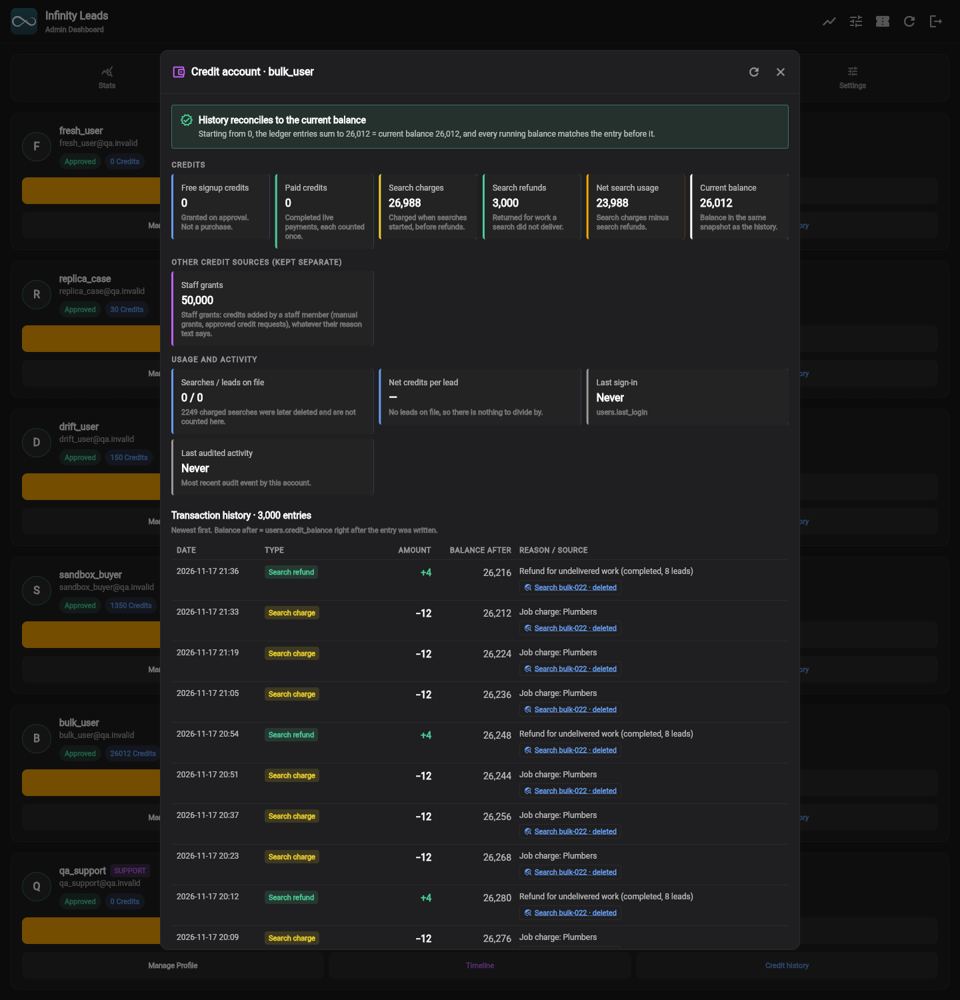 Infinity Leads
Admin Dashboard
Stats
Settings
F
fresh_user
fresh_user@qa.invalid
Approved
0 Credits
R
replica_case
replica_case@qa.invalid
Approved
30 Credits
D
drift_user
drift_user@qa.invalid
Approved
150 Credits
S
sandbox_buyer
sandbox_buyer@qa.invalid
Approved
1350 Credits
B
bulk_user
bulk_user@qa.invalid
Approved
26012 Credits
Q
qa_support SUPPORT
qa_support@qa.invalid
Approved
0 Credits
Manage Profile
Timeline
Credit history
Credit account · bulk_user
History reconciles to the current balance
Starting from 0, the ledger entries sum to 26,012 = current balance 26,012, and every running balance matches the entry before it.
CREDITS
Free signup credits
0
Granted on approval.
Not a purchase.
Paid credits
0
Completed live
payments, each counted
once.
Search charges
26,988
Charged when searches
started, before refunds.
Search refunds
3,000
Returned for work a
search did not deliver.
Net search usage
23,988
Search charges minus
search refunds.
Current balance
26,012
Balance in the same
snapshot as the history.
OTHER CREDIT SOURCES (KEPT SEPARATE)
Staff grants
50,000
Staff grants: credits added by a staff member (manual
grants, approved credit requests), whatever their reason
text says.
USAGE AND ACTIVITY
Searches / leads on file
0 / 0
2249 charged searches were later deleted and are not
counted here.
Net credits per lead
—
No leads on file, so there is nothing to divide by.
Last sign-in
Never
users.last_login
Last audited activity
Never
Most recent audit event by this account.
Transaction history · 3,000 entries
Newest first. Balance after = users.credit_balance right after the entry was written.
DATE TYPE AMOUNT BALANCE AFTER REASON / SOURCE
2026-11-17 21:36 Search refund +4 26,216 Refund for undelivered work (completed, 8 leads)
Search bulk-022 · deleted
2026-11-17 21:33 Search charge −12 26,212 Job charge: Plumbers
Search bulk-022 · deleted
2026-11-17 21:19 Search charge −12 26,224 Job charge: Plumbers
Search bulk-022 · deleted
2026-11-17 21:05 Search charge −12 26,236 Job charge: Plumbers
Search bulk-022 · deleted
2026-11-17 20:54 Search refund +4 26,248 Refund for undelivered work (completed, 8 leads)
Search bulk-022 · deleted
2026-11-17 20:51 Search charge −12 26,244 Job charge: Plumbers
Search bulk-022 · deleted
2026-11-17 20:37 Search charge −12 26,256 Job charge: Plumbers
Search bulk-022 · deleted
2026-11-17 20:23 Search charge −12 26,268 Job charge: Plumbers
Search bulk-022 · deleted
2026-11-17 20:12 Search refund +4 26,280 Refund for undelivered work (completed, 8 leads)
Search bulk-022 · deleted
2026-11-17 20:09 Search charge −12 26,276 Job charge: Plumbers